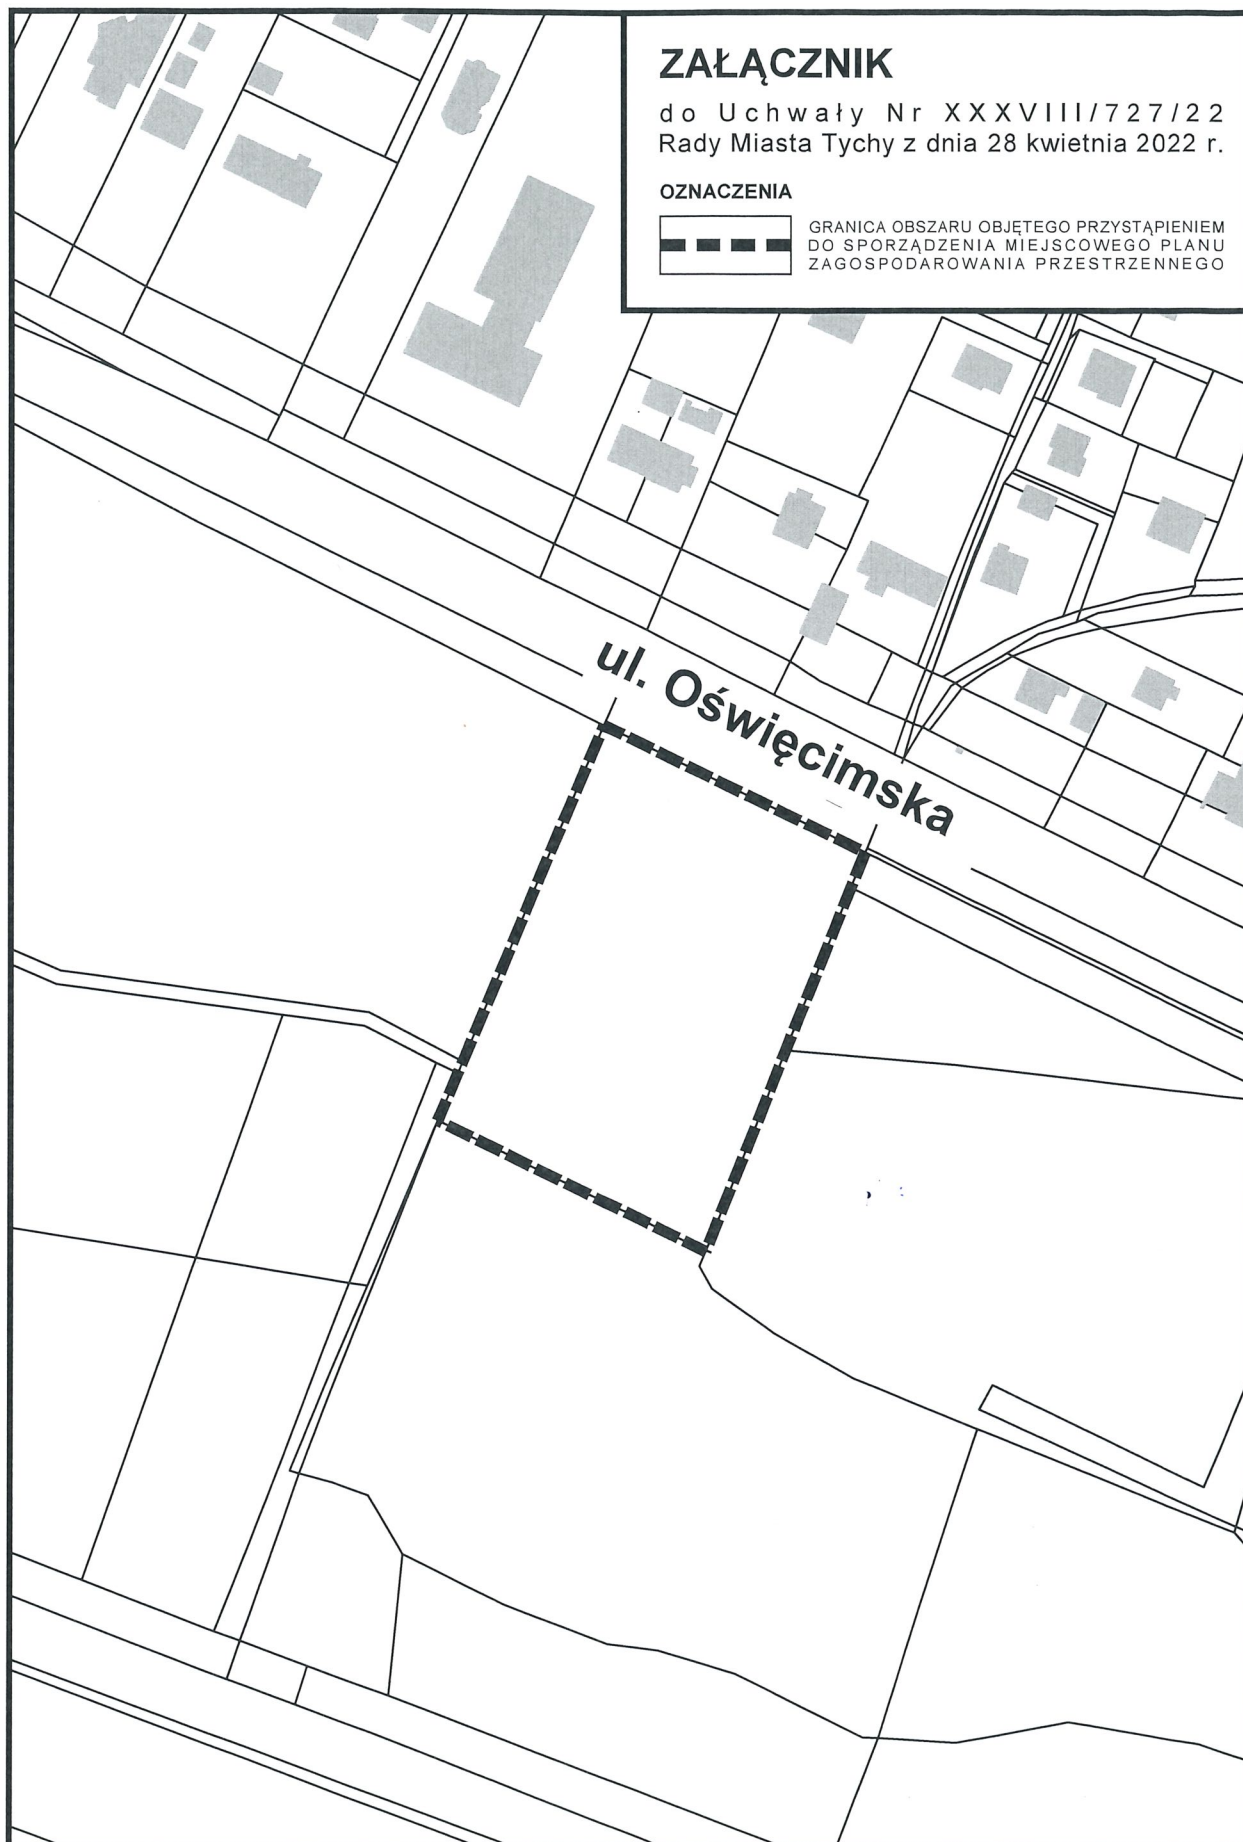 ZAŁĄCZNIK
do Uchwały Nr XXXVIII/727/22
Rady Miasta Tychy z dnia 28 kwietnia 2022 r.
OZNACZENIA
GRANICA OBSZARU OBJĘTEGO PRZYSTĄPIENIEM
DO SPORZĄDZENIA MIEJSCOWEGO PLANU
ZAGOSPODAROWANIA PRZESTRZENNEGO
ul. Oświęcimska